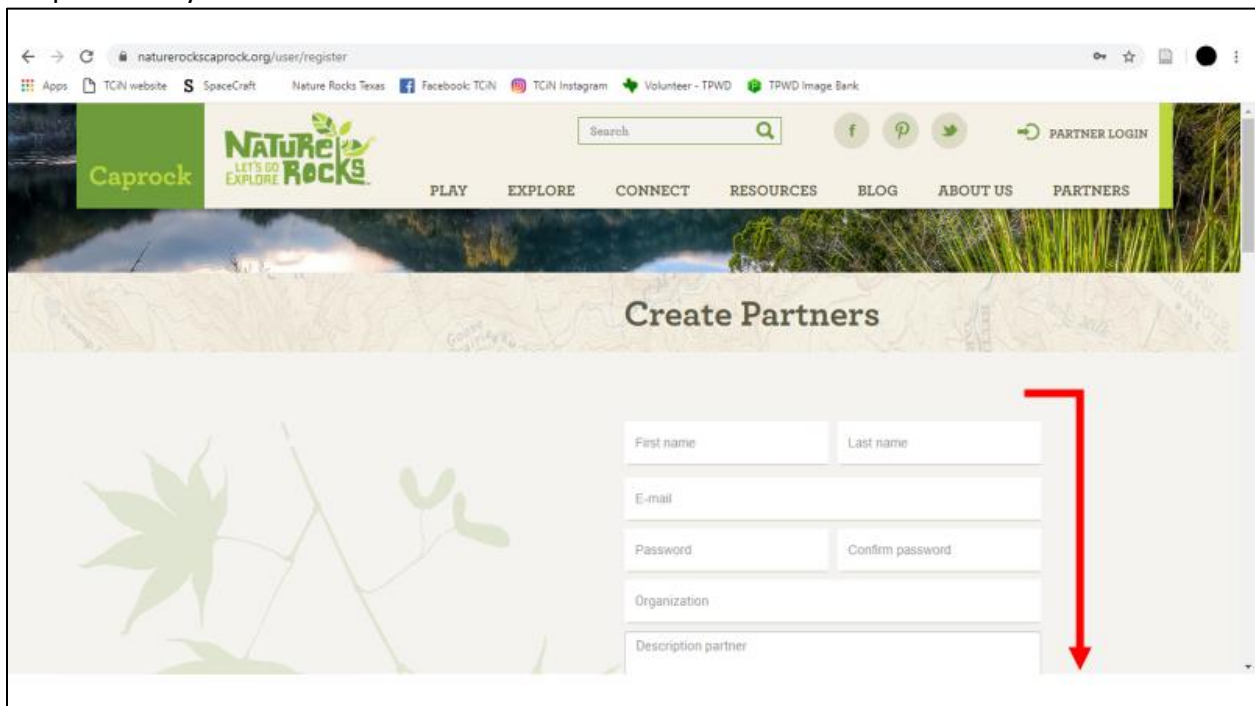 naturerockscaprock.org/user/register
Apps TCiN website S SpaceCraft Nature Rocks Texas Facebook: TCiN TCiN Instagram Volunteer - TPWD TPWD Image Bank
Caprock
NATURE
LET'S GO
EXPLORE ROCKS
Search
PARTNER LOGIN
PLAY EXPLORE CONNECT RESOURCES BLOG ABOUT US PARTNERS
Create Partners
First name Last name
E-mail
Password Confirm password
Organization
Description partner